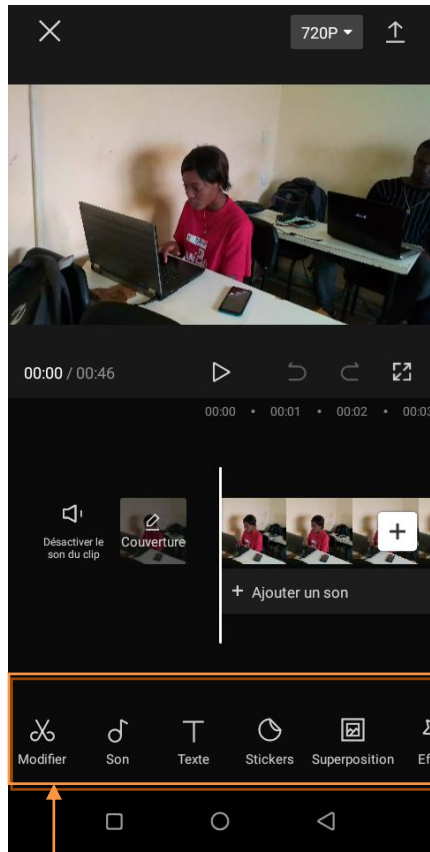 720P
00:00 / 00:46
00:00 • 00:01 • 00:02 • 00:03
Désactiver le
son du clip
Couverture
+ Ajouter un son
Modifier Son Texte Stickers Superposition Ef